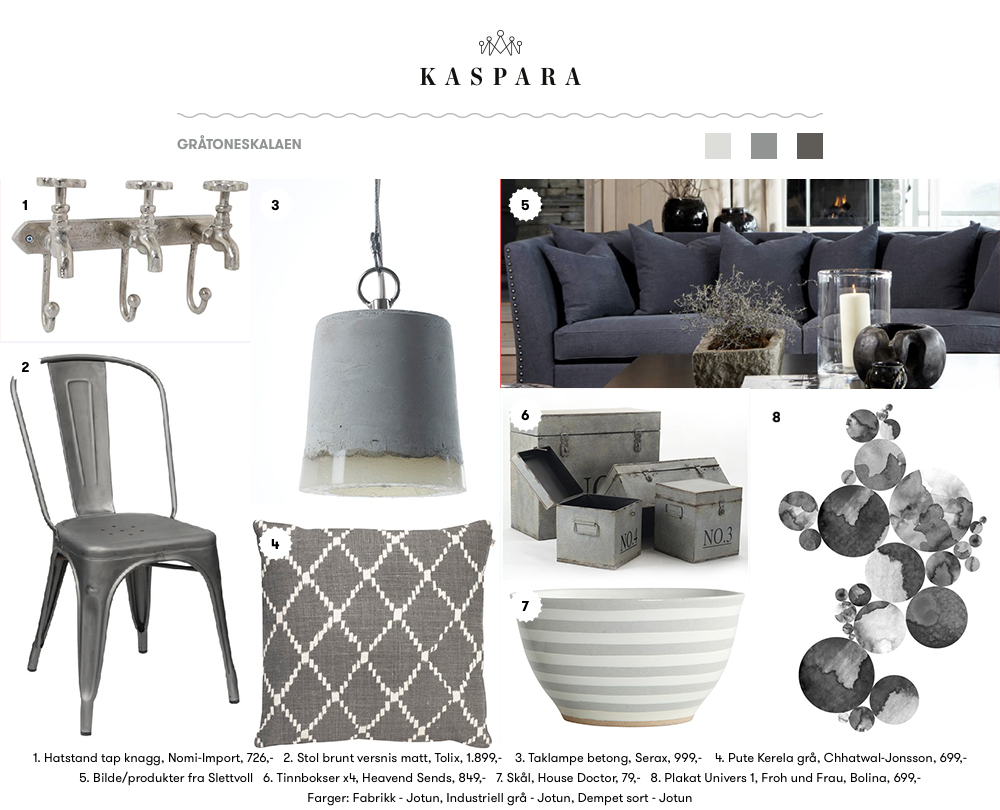 KASPARA
GRÅTONESKALAEN
1
3
5
2
6
8
4
7
NO.4
NO.3
1. Hatstand tap knagg, Nomi-Import, 726,- 2. Stol brunt versnis matt, Tolix, 1.899,- 3. Taklampe betong, Serax, 999,- 4. Pute Kerela grå, Chhatwal-Jonsson, 699,-
5. Bilde/produkter fra Slettvoll 6. Tinnbokser x4, Heavend Sends, 849,- 7. Skål, House Doctor, 79,- 8. Plakat Univers 1, Froh und Frau, Bolina, 699,-
Farger: Fabrikk - Jotun, Industriell grå - Jotun, Dempet sort - Jotun